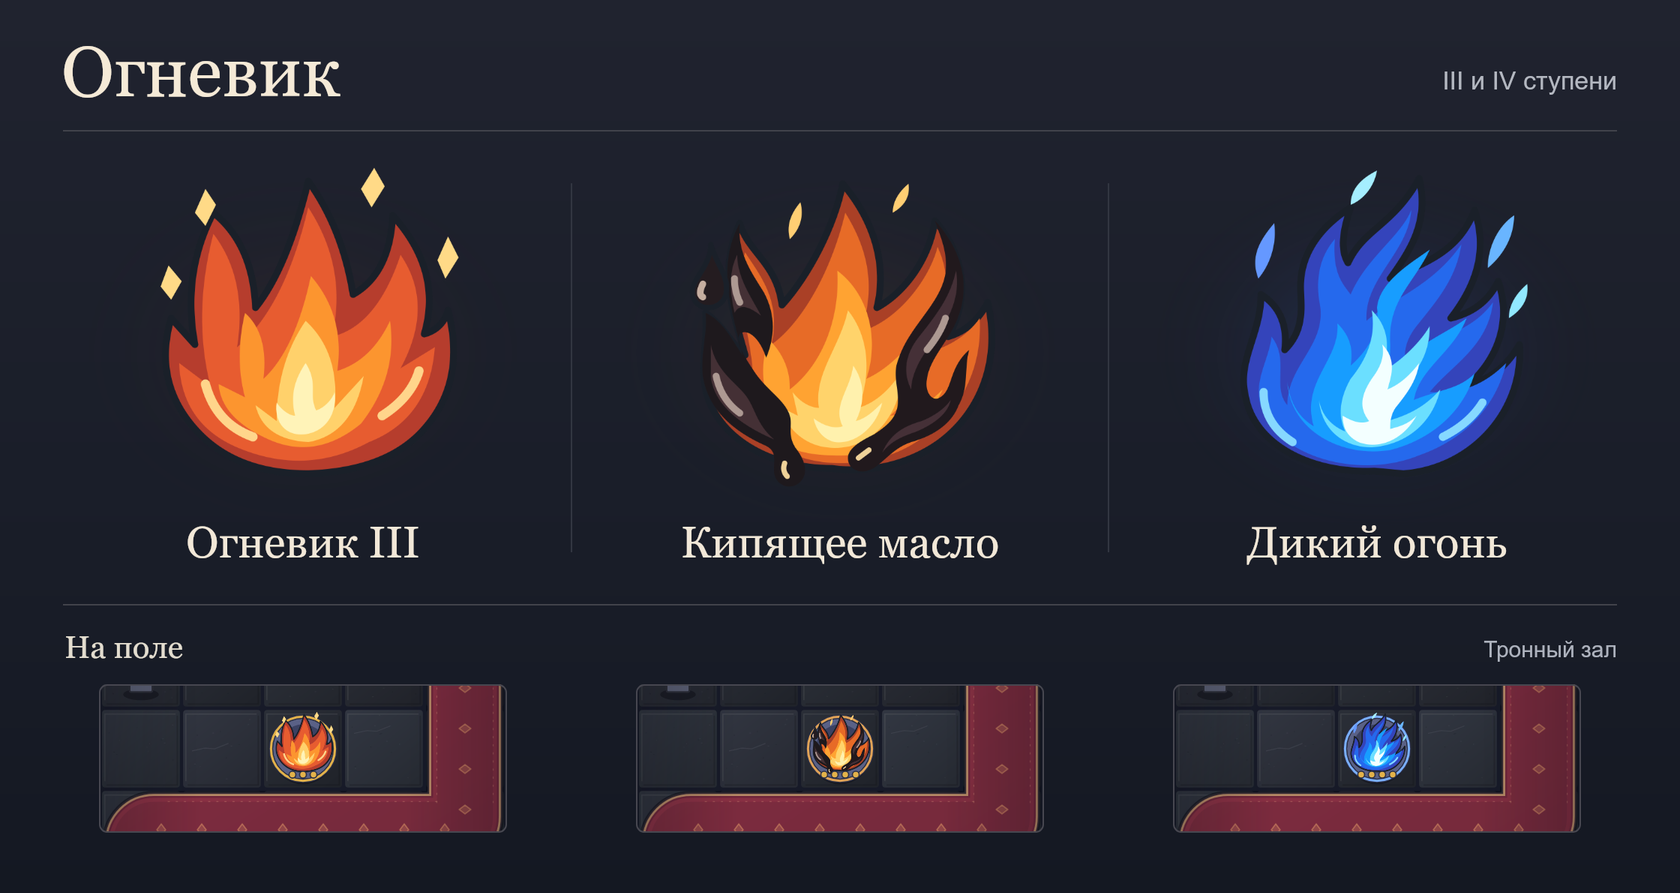 Огневик
III и IV ступени
Огневик III
Кипящее масло
Дикий огонь
На поле
Тронный зал